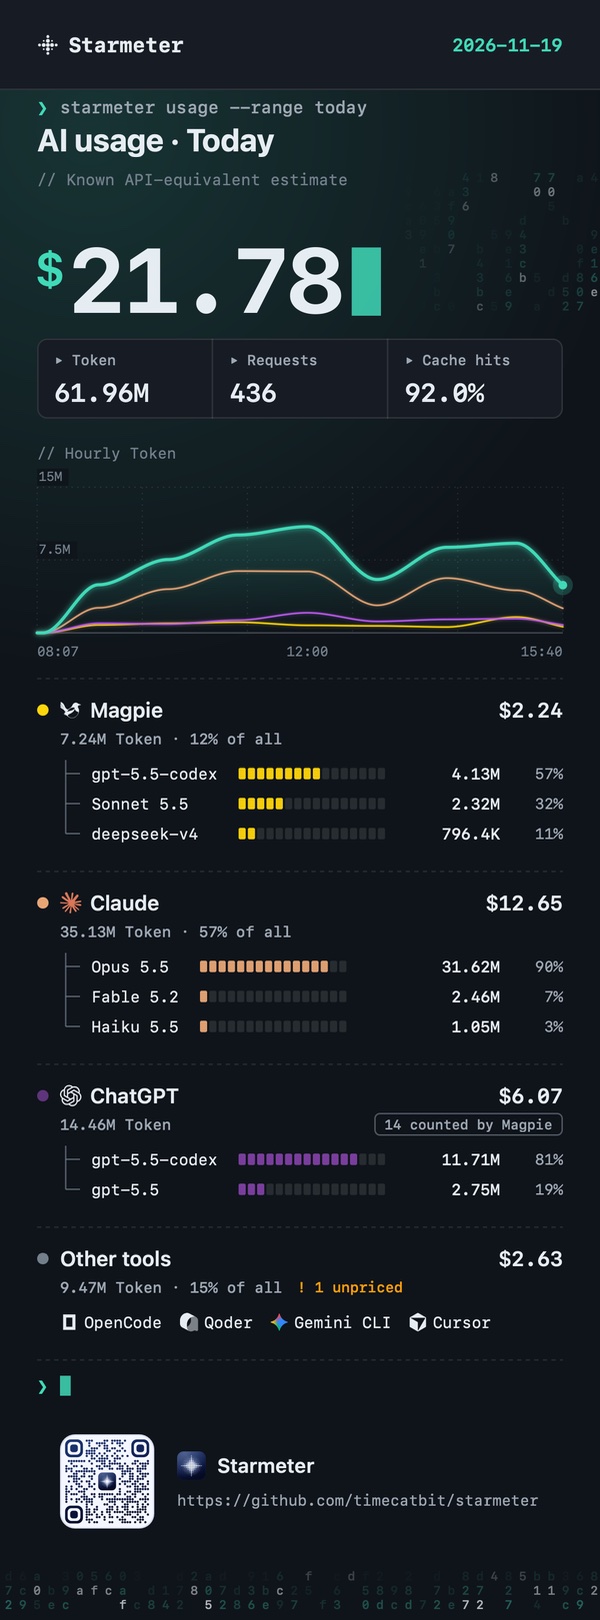 Starmeter 2026-11-19
❯ starmeter usage --range today
AI usage · Today
// Known API-equivalent estimate
$21.78
▸ Token ▸ Requests ▸ Cache hits
61.96M 436 92.0%
// Hourly Token
15M
7.5M
08:07 12:00 15:40
Magpie $2.24
7.24M Token · 12% of all
gpt-5.5-codex 4.13M 57%
Sonnet 5.5 2.32M 32%
deepseek-v4 796.4K 11%
Claude $12.65
35.13M Token · 57% of all
Opus 5.5 31.62M 90%
Fable 5.2 2.46M 7%
Haiku 5.5 1.05M 3%
ChatGPT $6.07
14.46M Token 14 counted by Magpie
gpt-5.5-codex 11.71M 81%
gpt-5.5 2.75M 19%
Other tools $2.63
9.47M Token · 15% of all ! 1 unpriced
OpenCode Qoder Gemini CLI Cursor
❯
Starmeter
https://github.com/timecatbit/starmeter